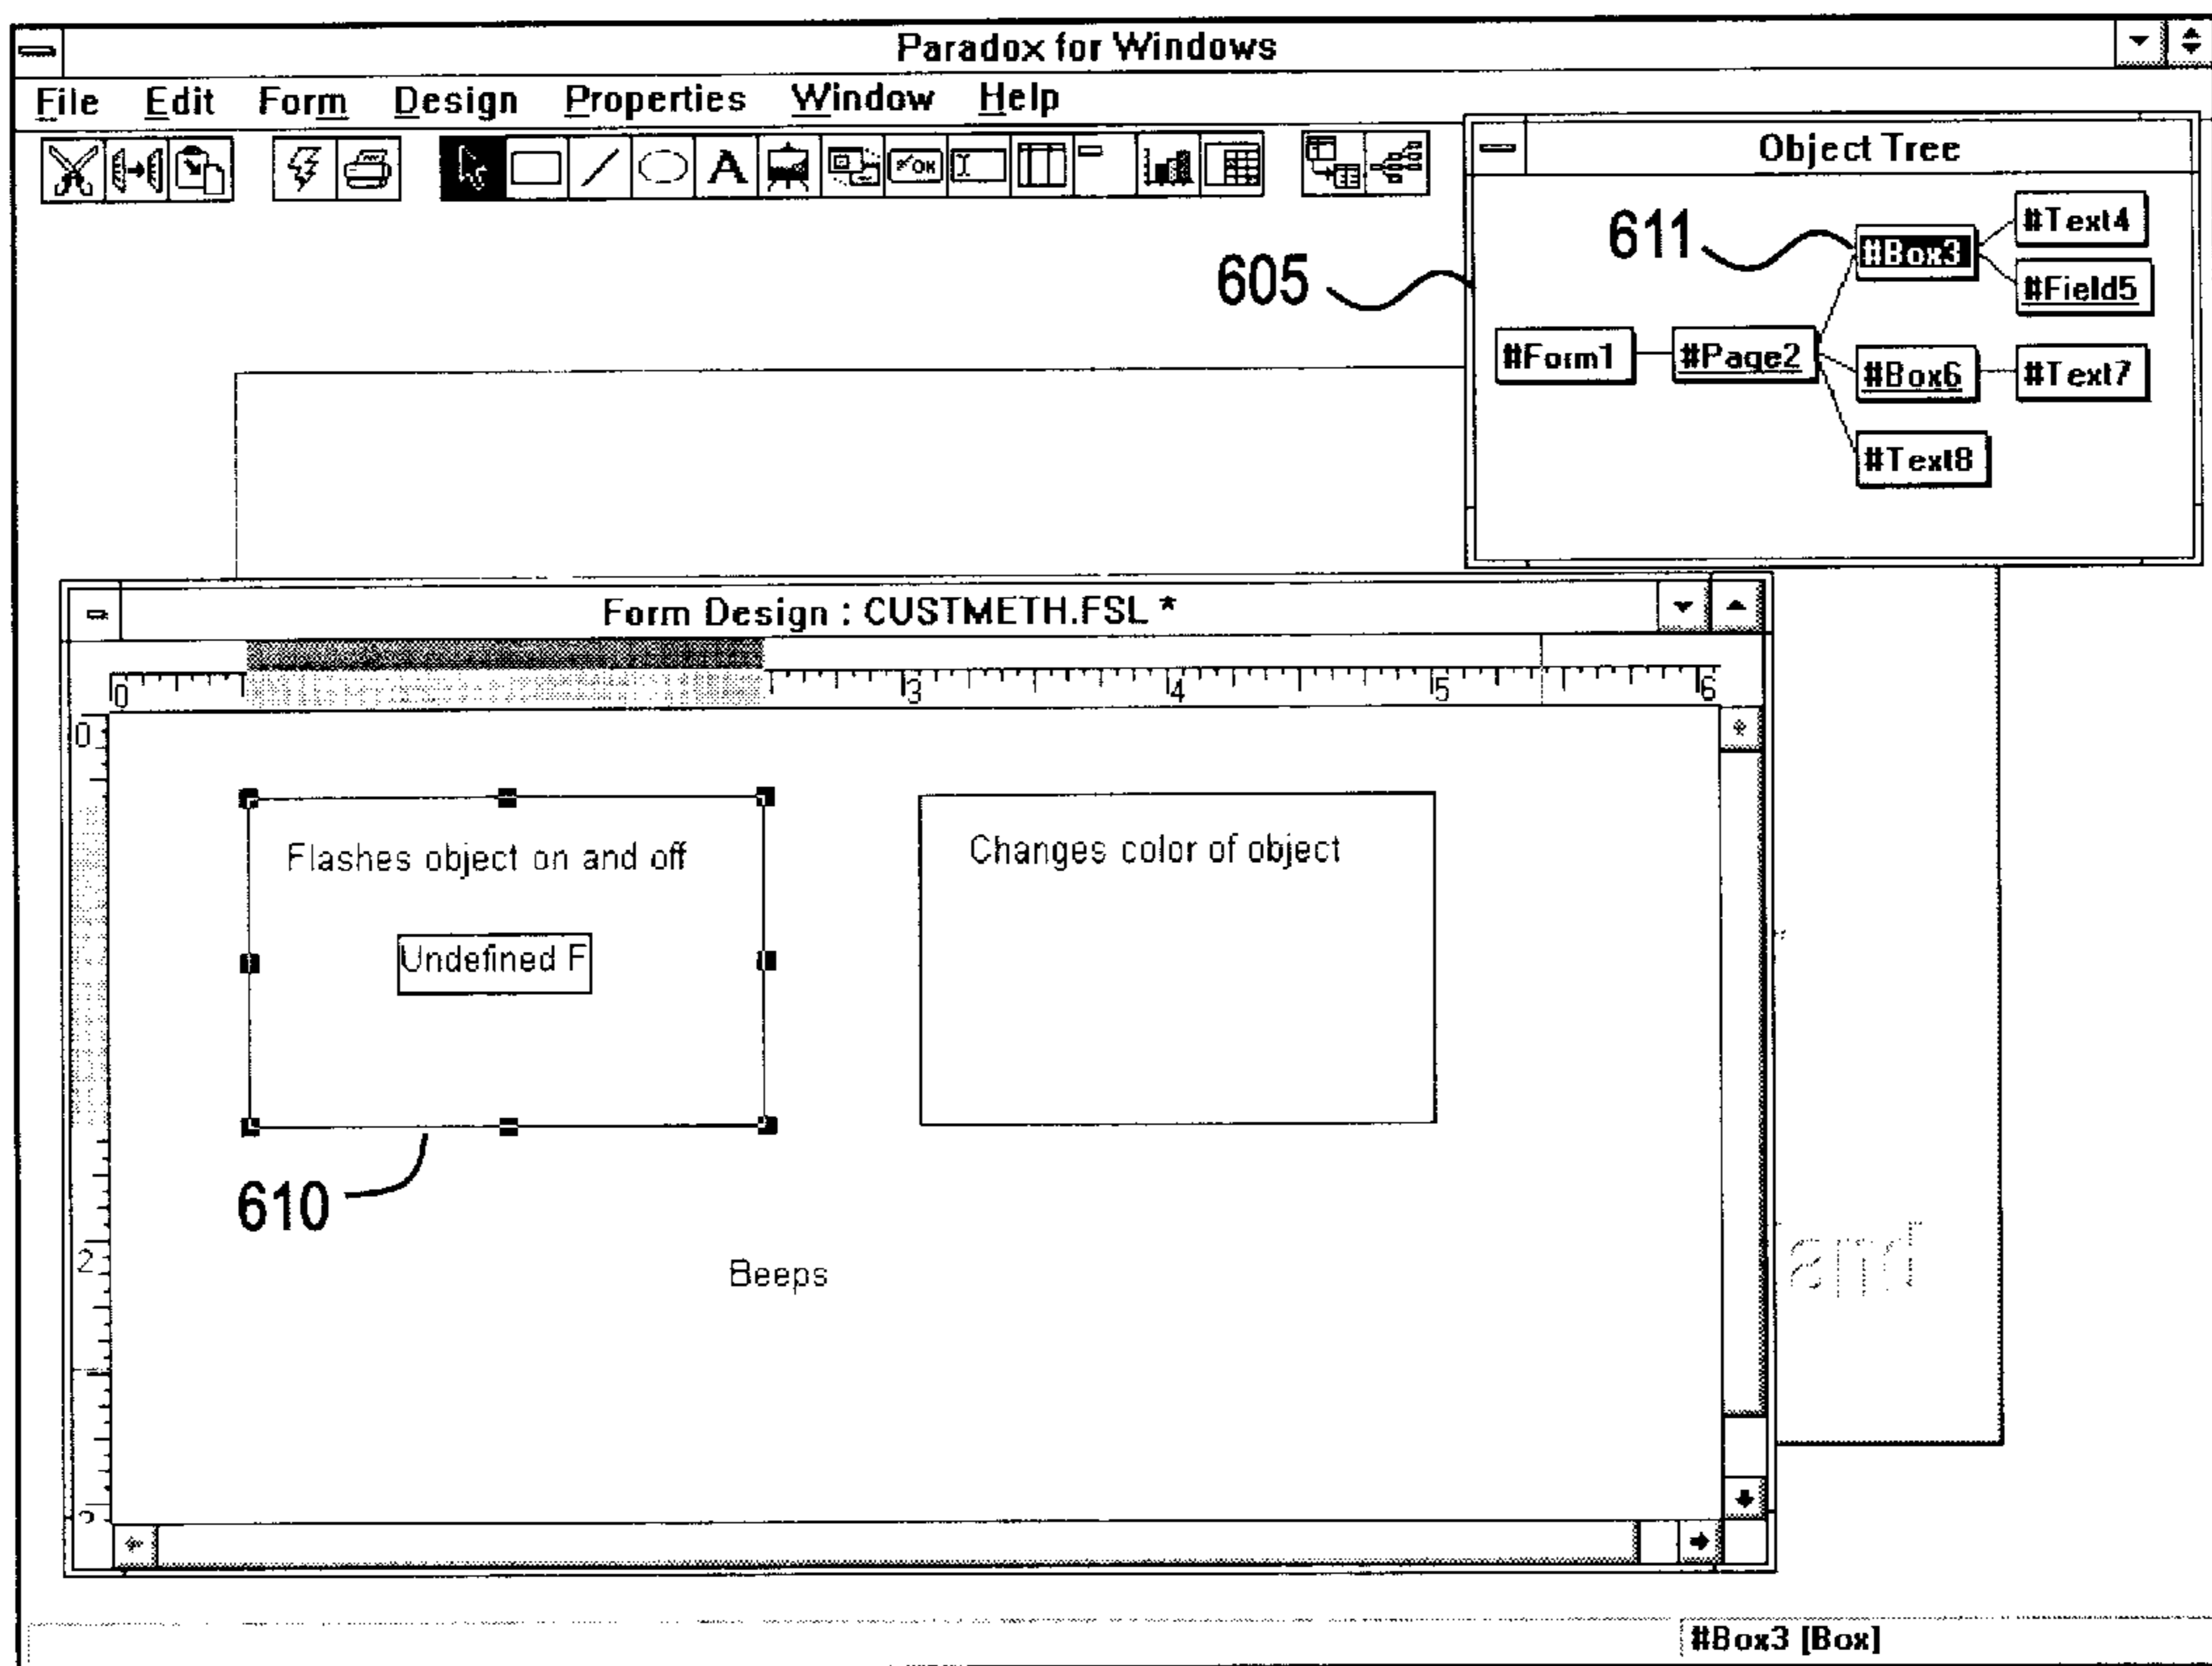 Paradox for Windows
File Edit Form Design Properties Window Help
A OK
Object Tree
611
605
#Form1
#Page2
#Box3
#Text4
#Field5
#Box6
#Text7
#Text8
Form Design : CUSTMETH.FSL *
0 3 4 5 6
0
2
Flashes object on and off
Undefined F
Changes color of object
610
Beeps
and
#Box3 [Box]